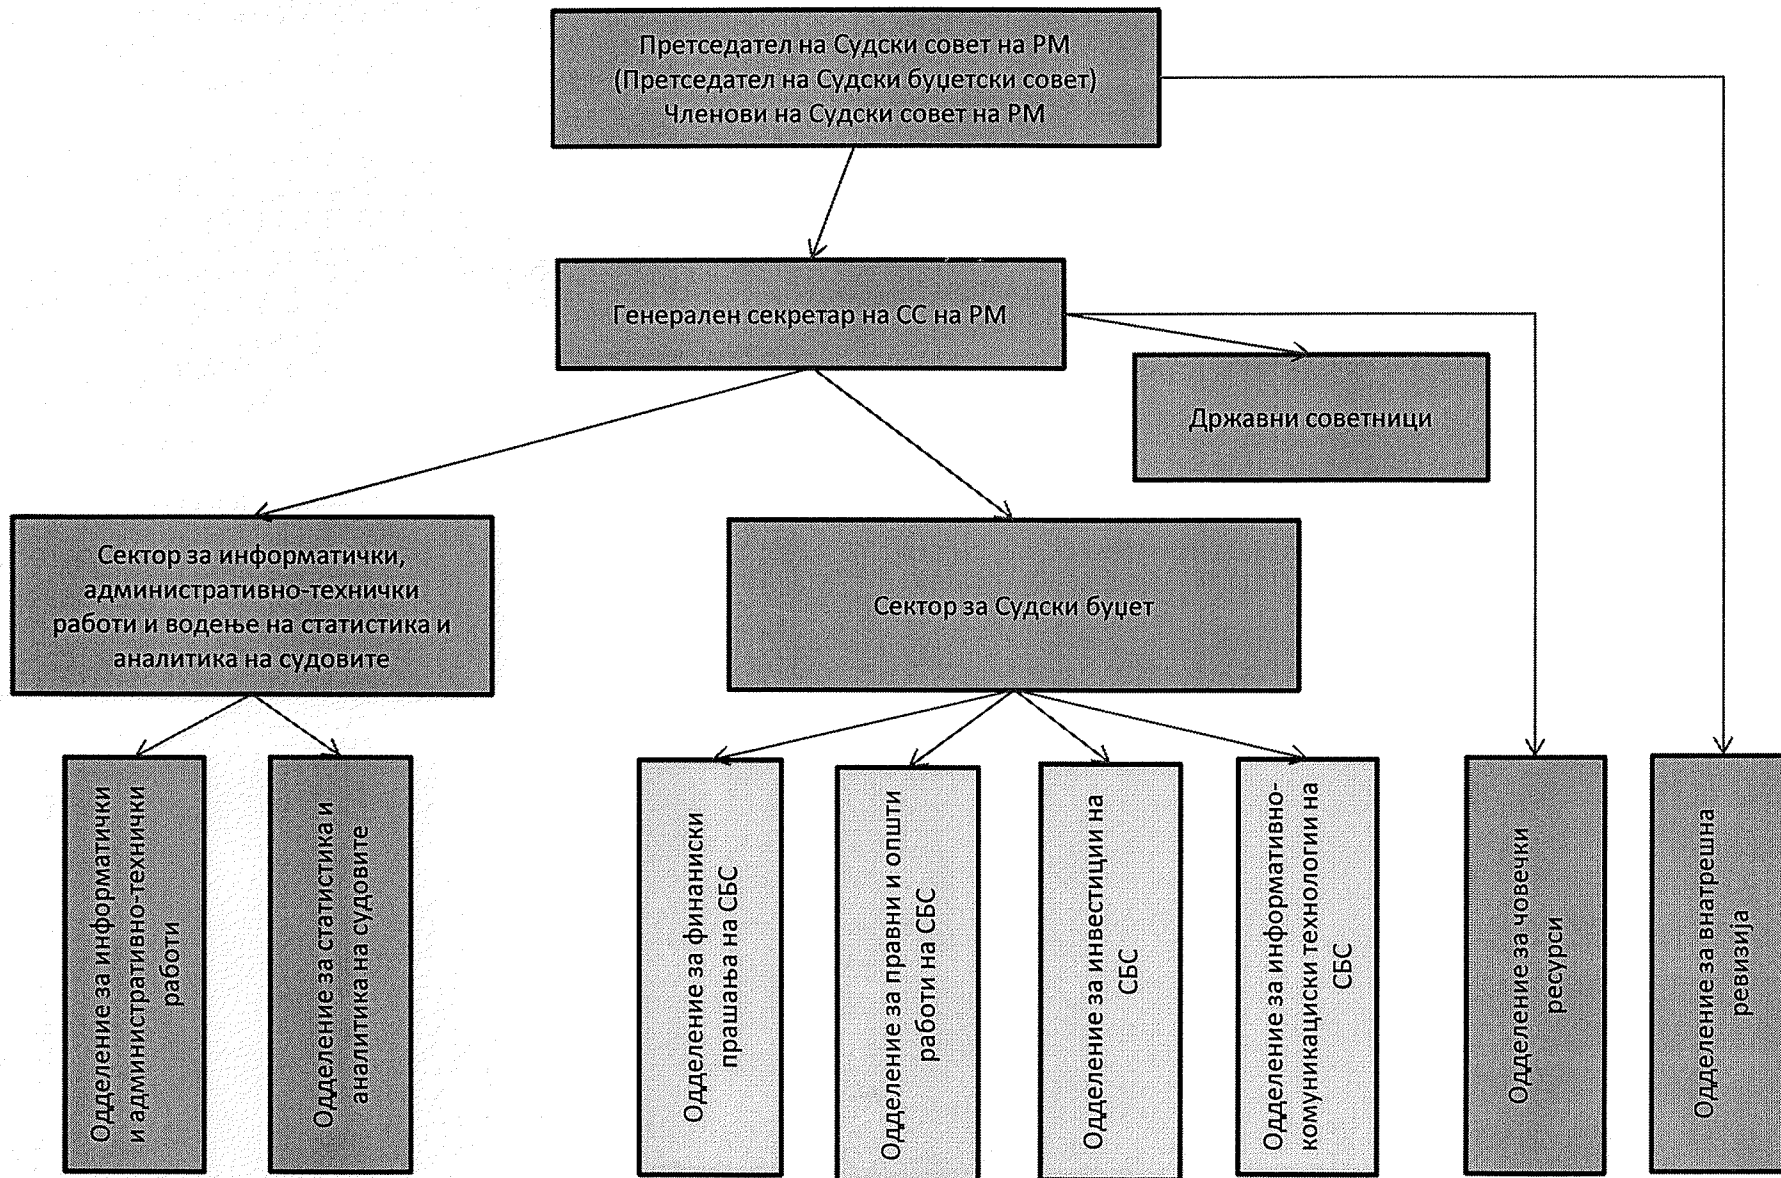 Претседател на Судски совет на РМ
(Претседател на Судски буџетски совет)
Членови на Судски совет на РМ
Генерален секретар на СС на РМ
Државни советници
Сектор за информатички,
административно-технички
работи и водење на статистика и
аналитика на судовите
Сектор за Судски буџет
Одделение за информатички
и административно-технички
работи
Одделение за статистика и
аналитика на судовите
Одделение за финаниски
прашања на СБС
Одделение за правни и општи
работи на СБС
Одделение за инвестиции на
СБС
Одделение за информативно-
комуникациски технологии на
СБС
Одделение за човечки
ресурси
Одделение за внатрешна
ревизија